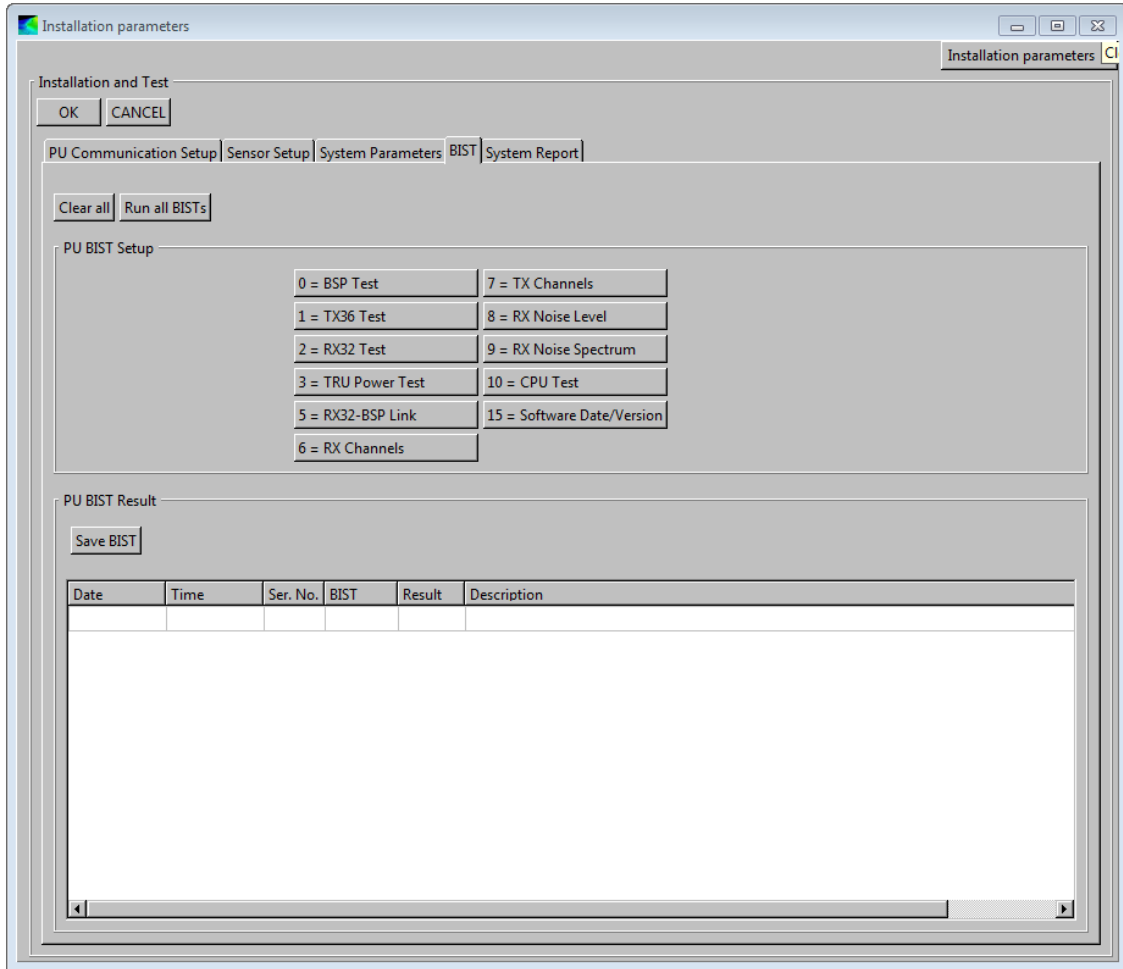 Installation parameters
Installation parameters Cl
Installation and Test
OK CANCEL
PU Communication Setup Sensor Setup System Parameters BIST System Report
Clear all Run all BISTs
PU BIST Setup
0 = BSP Test 7 = TX Channels
1 = TX36 Test 8 = RX Noise Level
2 = RX32 Test 9 = RX Noise Spectrum
3 = TRU Power Test 10 = CPU Test
5 = RX32-BSP Link 15 = Software Date/Version
6 = RX Channels
PU BIST Result
Save BIST
Date Time Ser. No. BIST Result Description